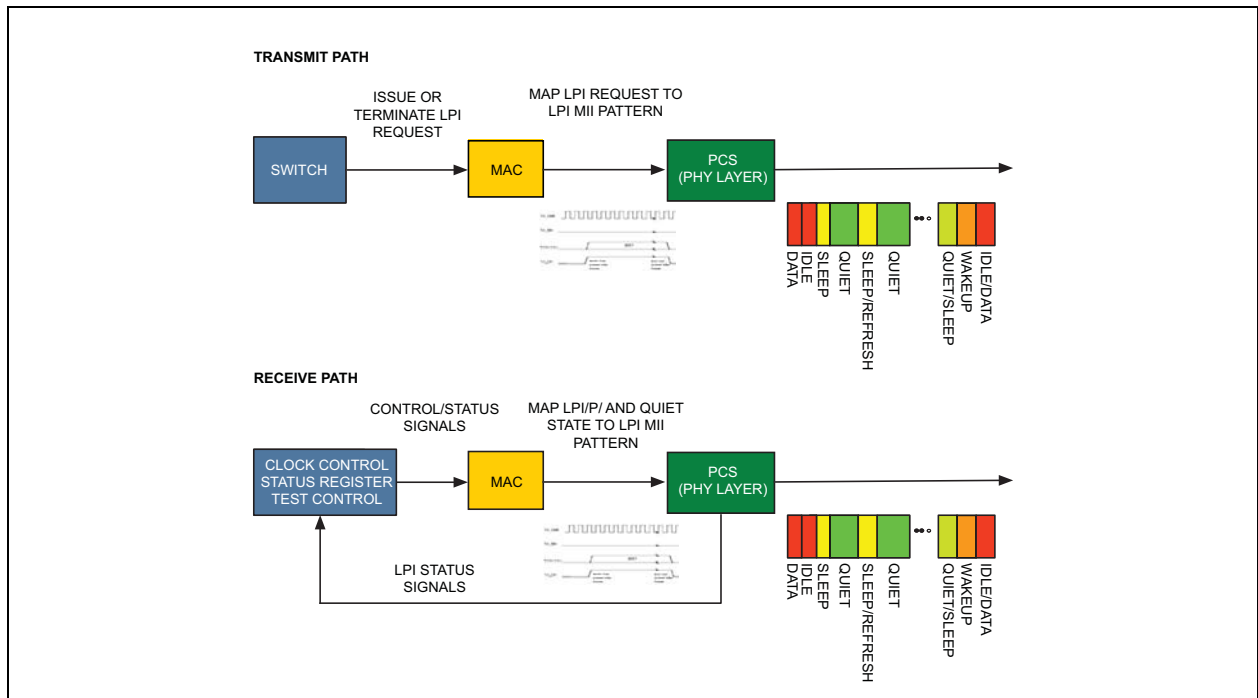 TRANSMIT PATH
ISSUE OR
TERMINATE LPI
REQUEST
MAP LPI REQUEST TO
LPI MII PATTERN
SWITCH
MAC
PCS
(PHY LAYER)
DATA
IDLE
SLEEP
QUIET
SLEEP/REFRESH
QUIET
QUIET/SLEEP
WAKEUP
IDLE/DATA
RECEIVE PATH
CONTROL/STATUS
SIGNALS
MAP LPI/P/ AND QUIET
STATE TO LPI MII
PATTERN
CLOCK CONTROL
STATUS REGISTER
TEST CONTROL
MAC
PCS
(PHY LAYER)
LPI STATUS
SIGNALS
DATA
IDLE
SLEEP
QUIET
SLEEP/REFRESH
QUIET
QUIET/SLEEP
WAKEUP
IDLE/DATA